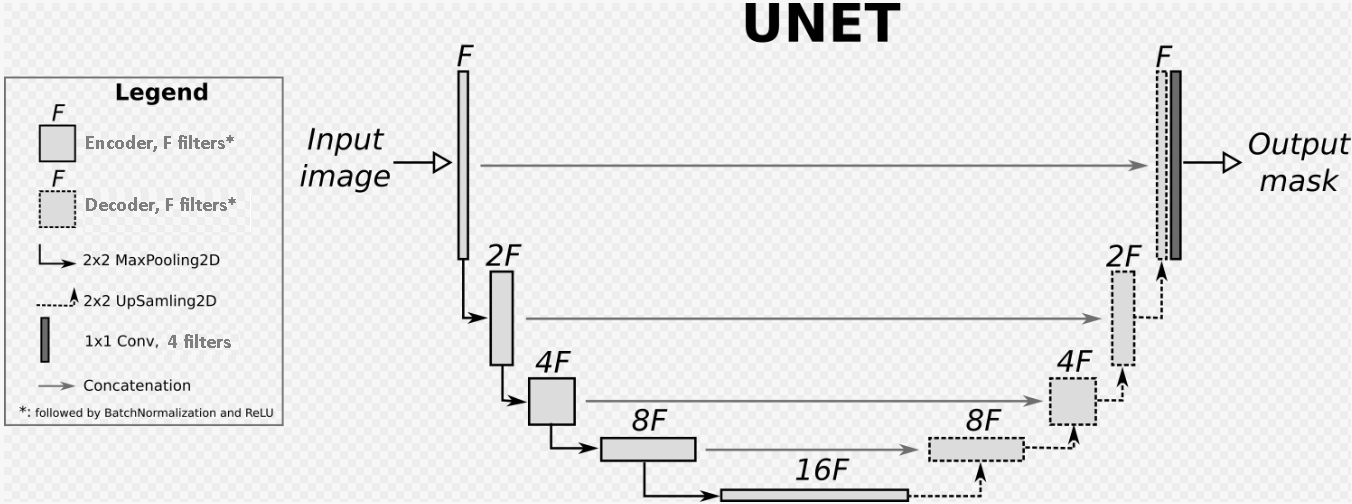 UNET
Legend
F
Encoder, F filters*
F
Decoder, F filters*
2x2 MaxPooling2D
2x2 UpSamling2D
1x1 Conv, 4 filters
Concatenation
*: followed by BatchNormalization and ReLU
Input
image
F
2F
4F
8F
16F
8F
4F
2F
F
Output
mask